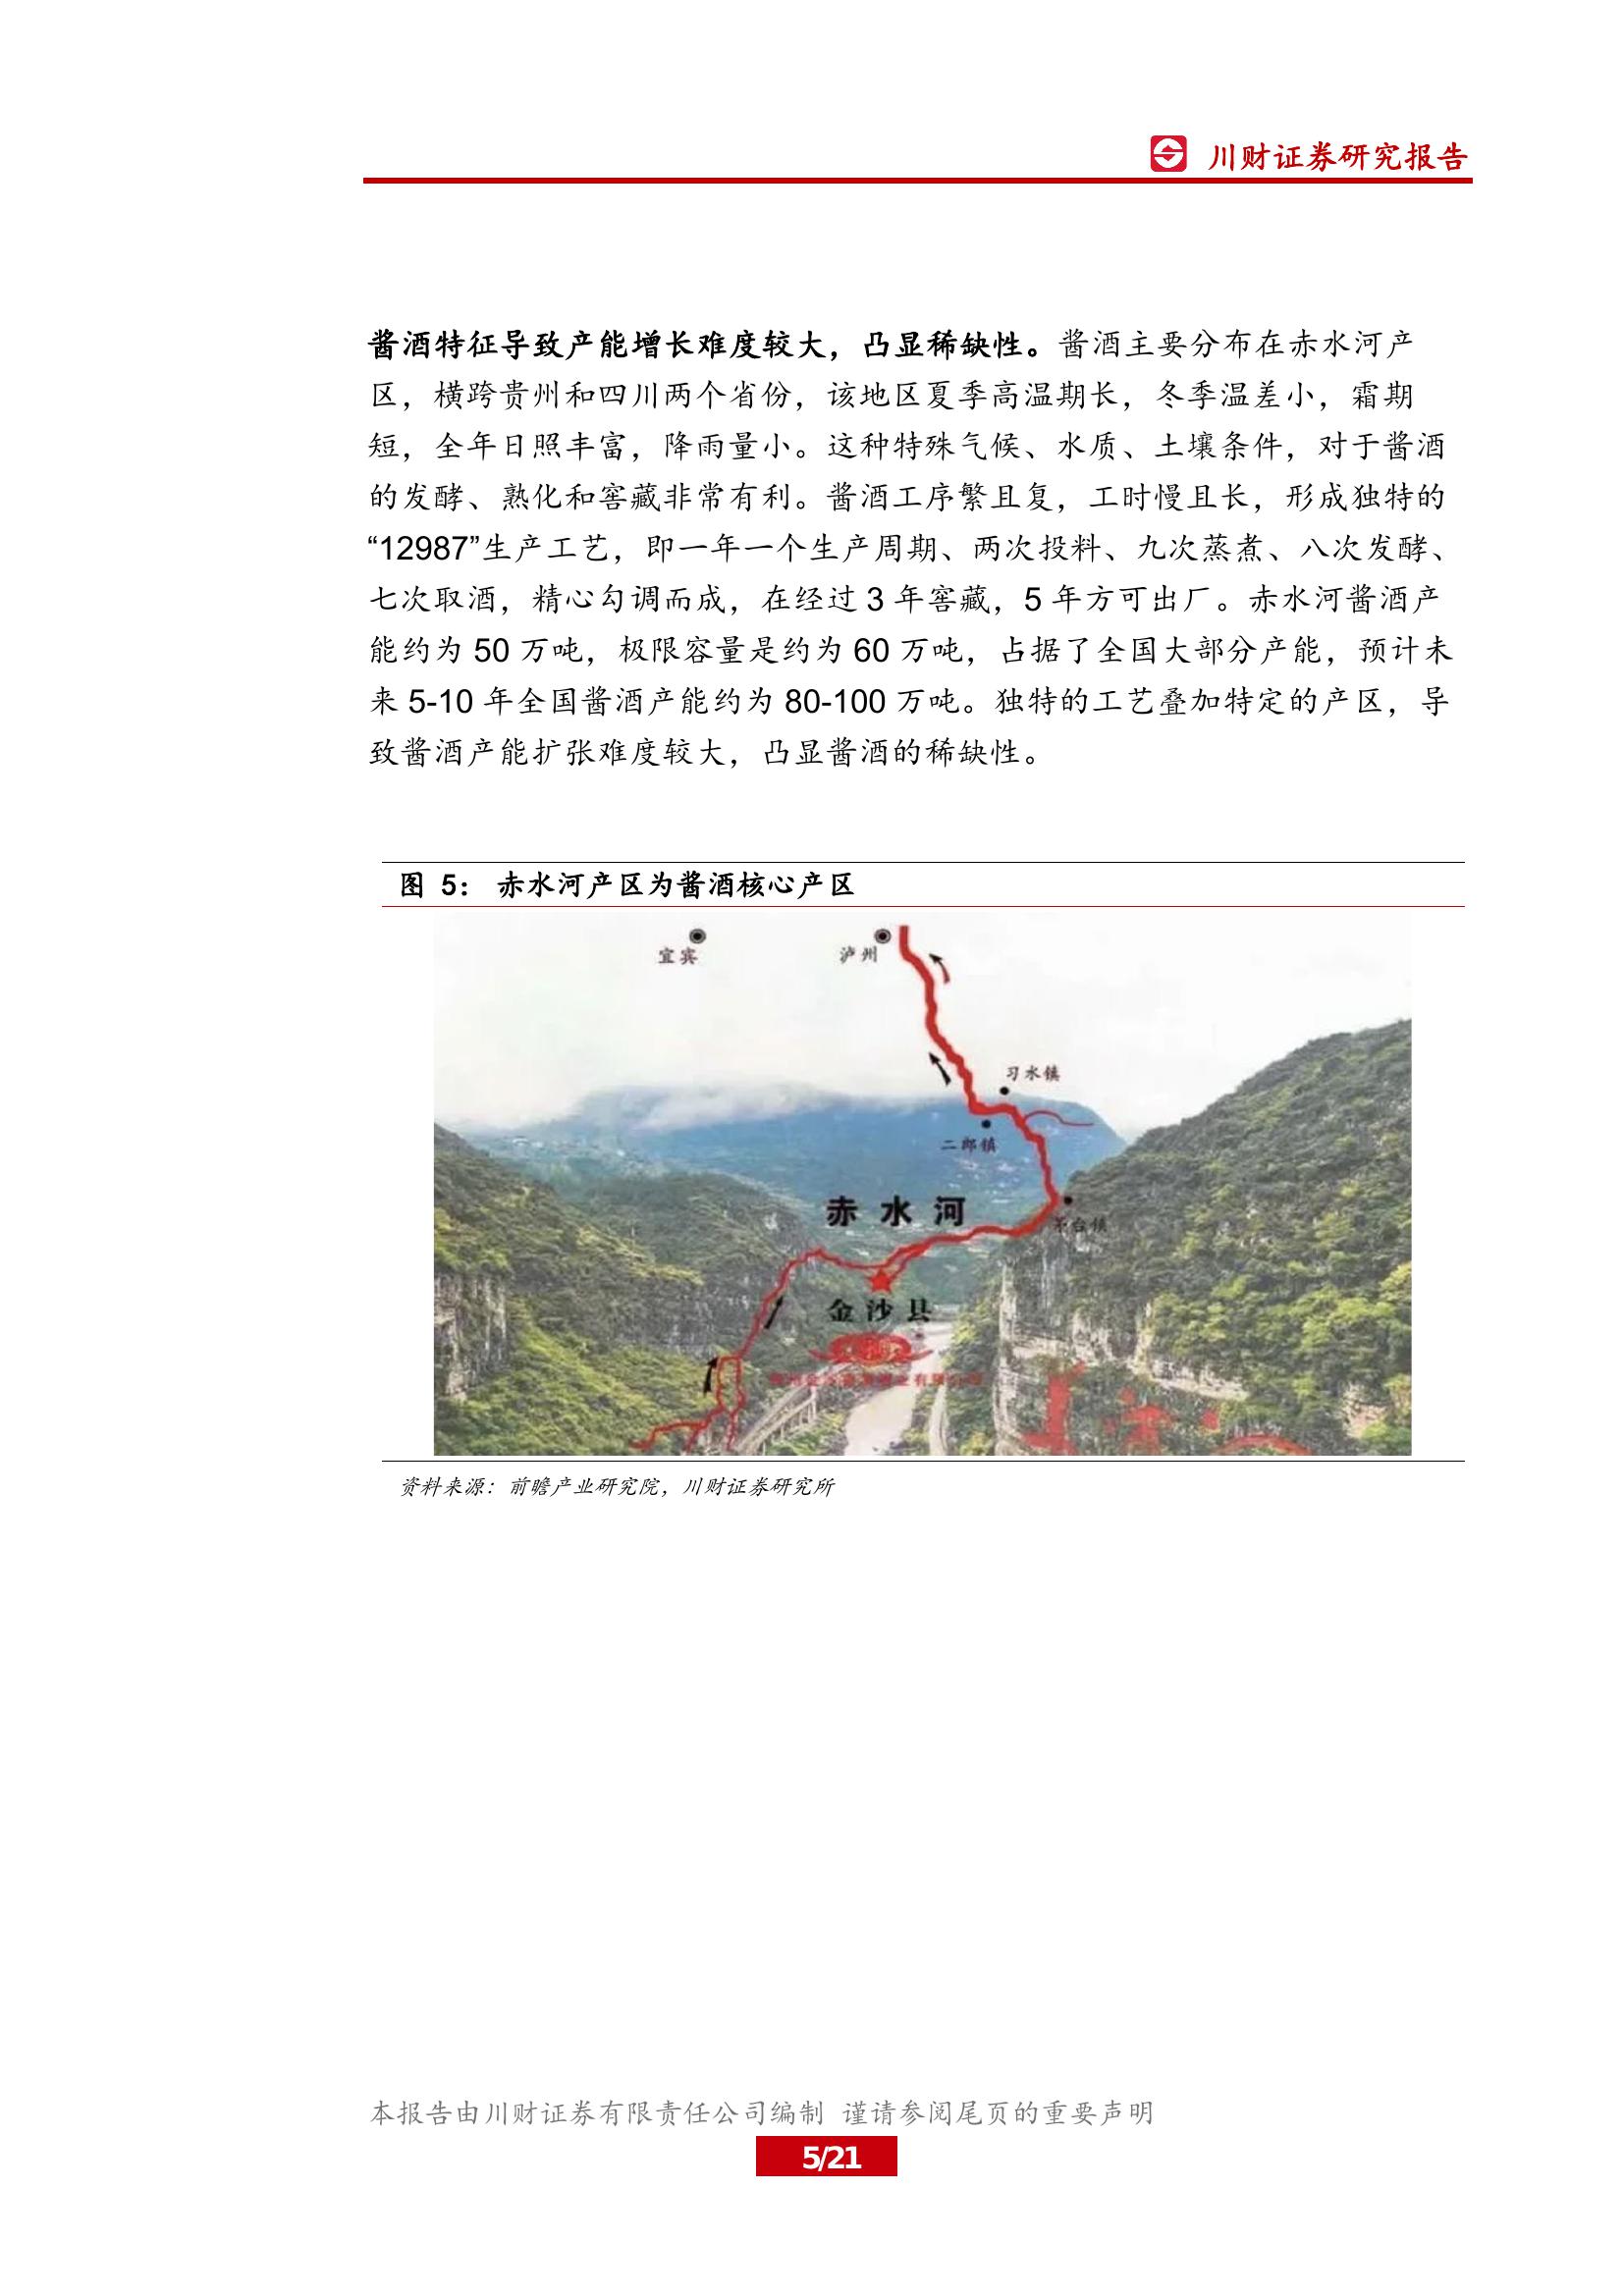 川财证券研究报告
酱酒特征导致产能增长难度较大，凸显稀缺性。酱酒主要分布在赤水河产
区，横跨贵州和四川两个省份，该地区夏季高温期长，冬季温差小，霜期
短，全年日照丰富，降雨量小。这种特殊气候、水质、土壤条件，对于酱酒
的发酵、熟化和窖藏非常有利。酱酒工序繁且复，工时慢且长，形成独特的
“12987”生产工艺，即一年一个生产周期、两次投料、九次蒸煮、八次发酵、
七次取酒，精心勾调而成，在经过 3 年窖藏，5 年方可出厂。赤水河酱酒产
能约为 50 万吨，极限容量是约为 60 万吨，占据了全国大部分产能，预计未
来 5-10 年全国酱酒产能约为 80-100 万吨。独特的工艺叠加特定的产区，导
致酱酒产能扩张难度较大，凸显酱酒的稀缺性。
图 5： 赤水河产区为酱酒核心产区
宜宾
泸州
习水镇
二郎镇
赤水河
茅台镇
金沙县
资料来源：前瞻产业研究院，川财证券研究所
本报告由川财证券有限责任公司编制 谨请参阅尾页的重要声明
5/21